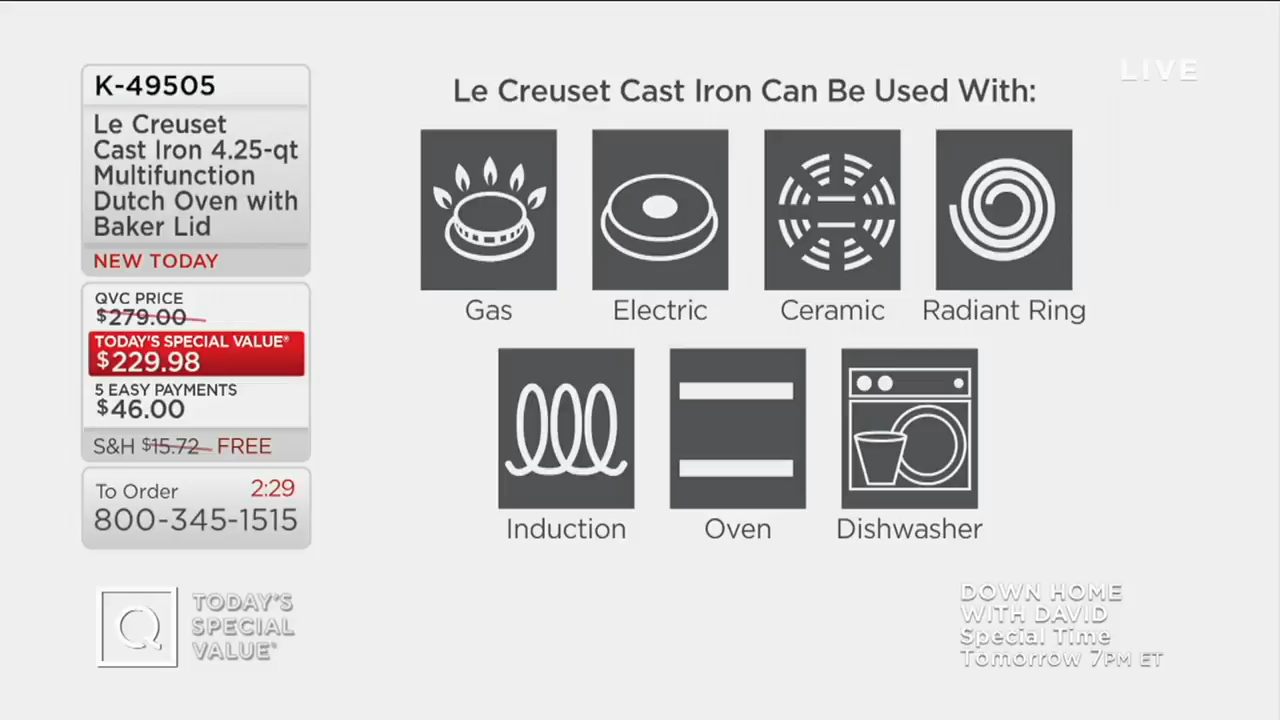 K-49505
Le Creuset
Cast Iron 4.25-qt
Multifunction
Dutch Oven with
Baker Lid
NEW TODAY
QVC PRICE
$279.00
TODAY'S SPECIAL VALUE®
$229.98
5 EASY PAYMENTS
$46.00
S&H $15.72 FREE
To Order 2:29
800-345-1515
Q
TODAY'S
SPECIAL
VALUE®
LIVE
Le Creuset Cast Iron Can Be Used With:
Gas Electric Ceramic Radiant Ring
Induction Oven Dishwasher
DOWN HOME
WITH DAVID
Special Time
Tomorrow 7PM ET